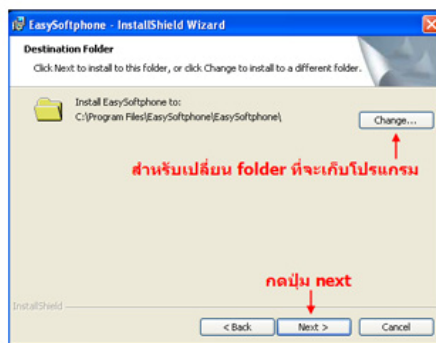 EasySoftphone - InstallShield Wizard
Destination Folder
Click Next to install to this folder, or click Change to install to a different folder.
Install EasySoftphone to:
C:\Program Files\EasySoftphone\EasySoftphone\
Change...
สำหรับเปลี่ยน folder ที่จะเก็บโปรแกรม
กดปุ่ม next
InstallShield
< Back Next > Cancel